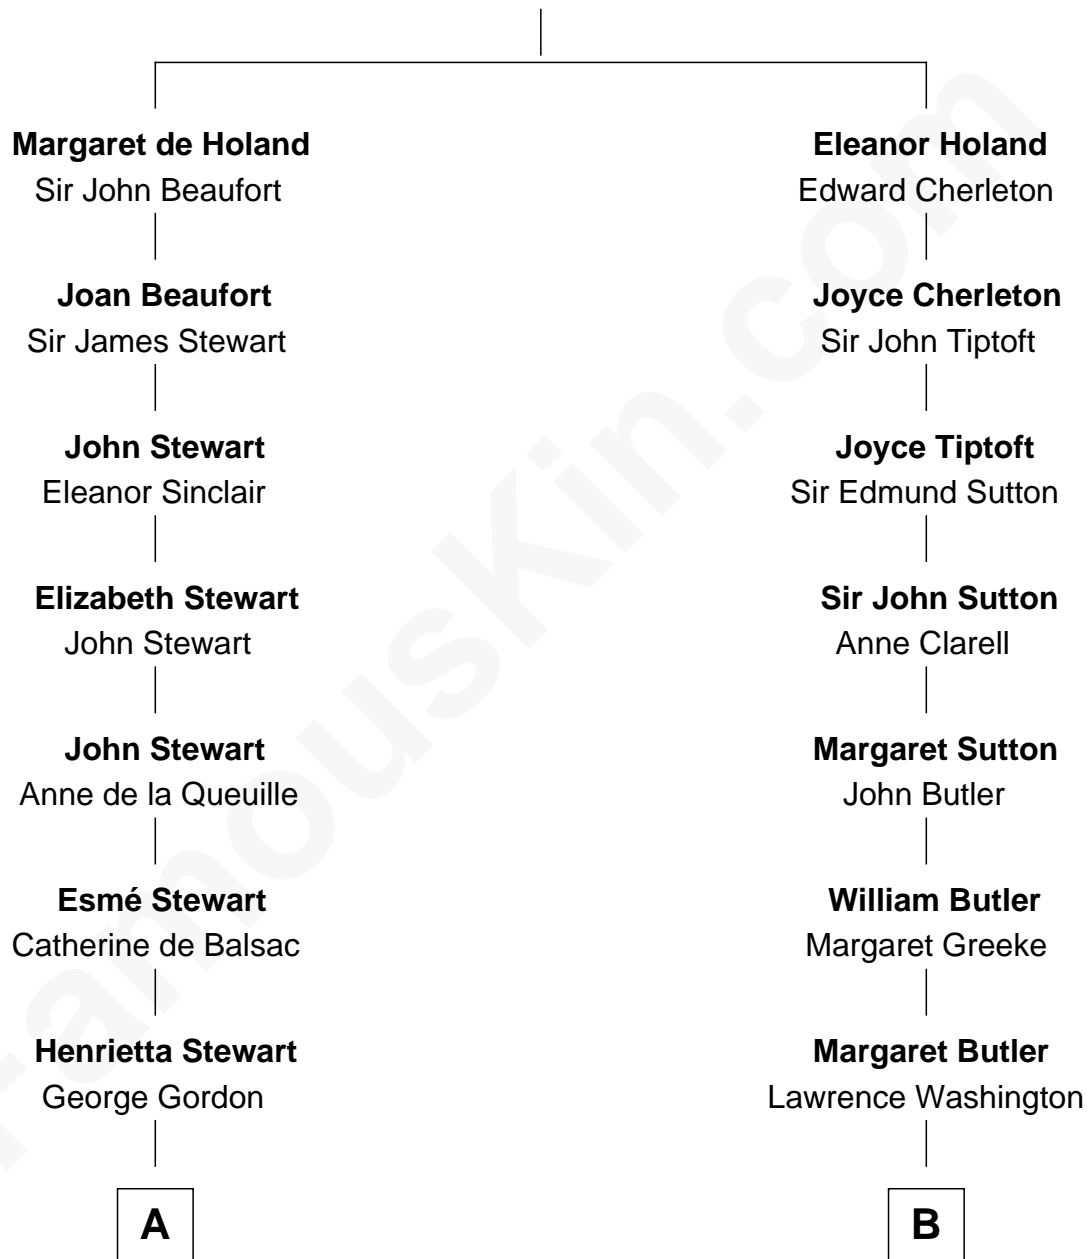 Margaret de Holand
Sir John Beaufort
Joan Beaufort
Sir James Stewart
John Stewart
Eleanor Sinclair
Elizabeth Stewart
John Stewart
John Stewart
Anne de la Queuille
Esmé Stewart
Catherine de Balsac
Henrietta Stewart
George Gordon
A
Eleanor Holand
Edward Cherleton
Joyce Cherleton
Sir John Tiptoft
Joyce Tiptoft
Sir Edmund Sutton
Sir John Sutton
Anne Clarell
Margaret Sutton
John Butler
William Butler
Margaret Greeke
Margaret Butler
Lawrence Washington
B
FamousKin.com